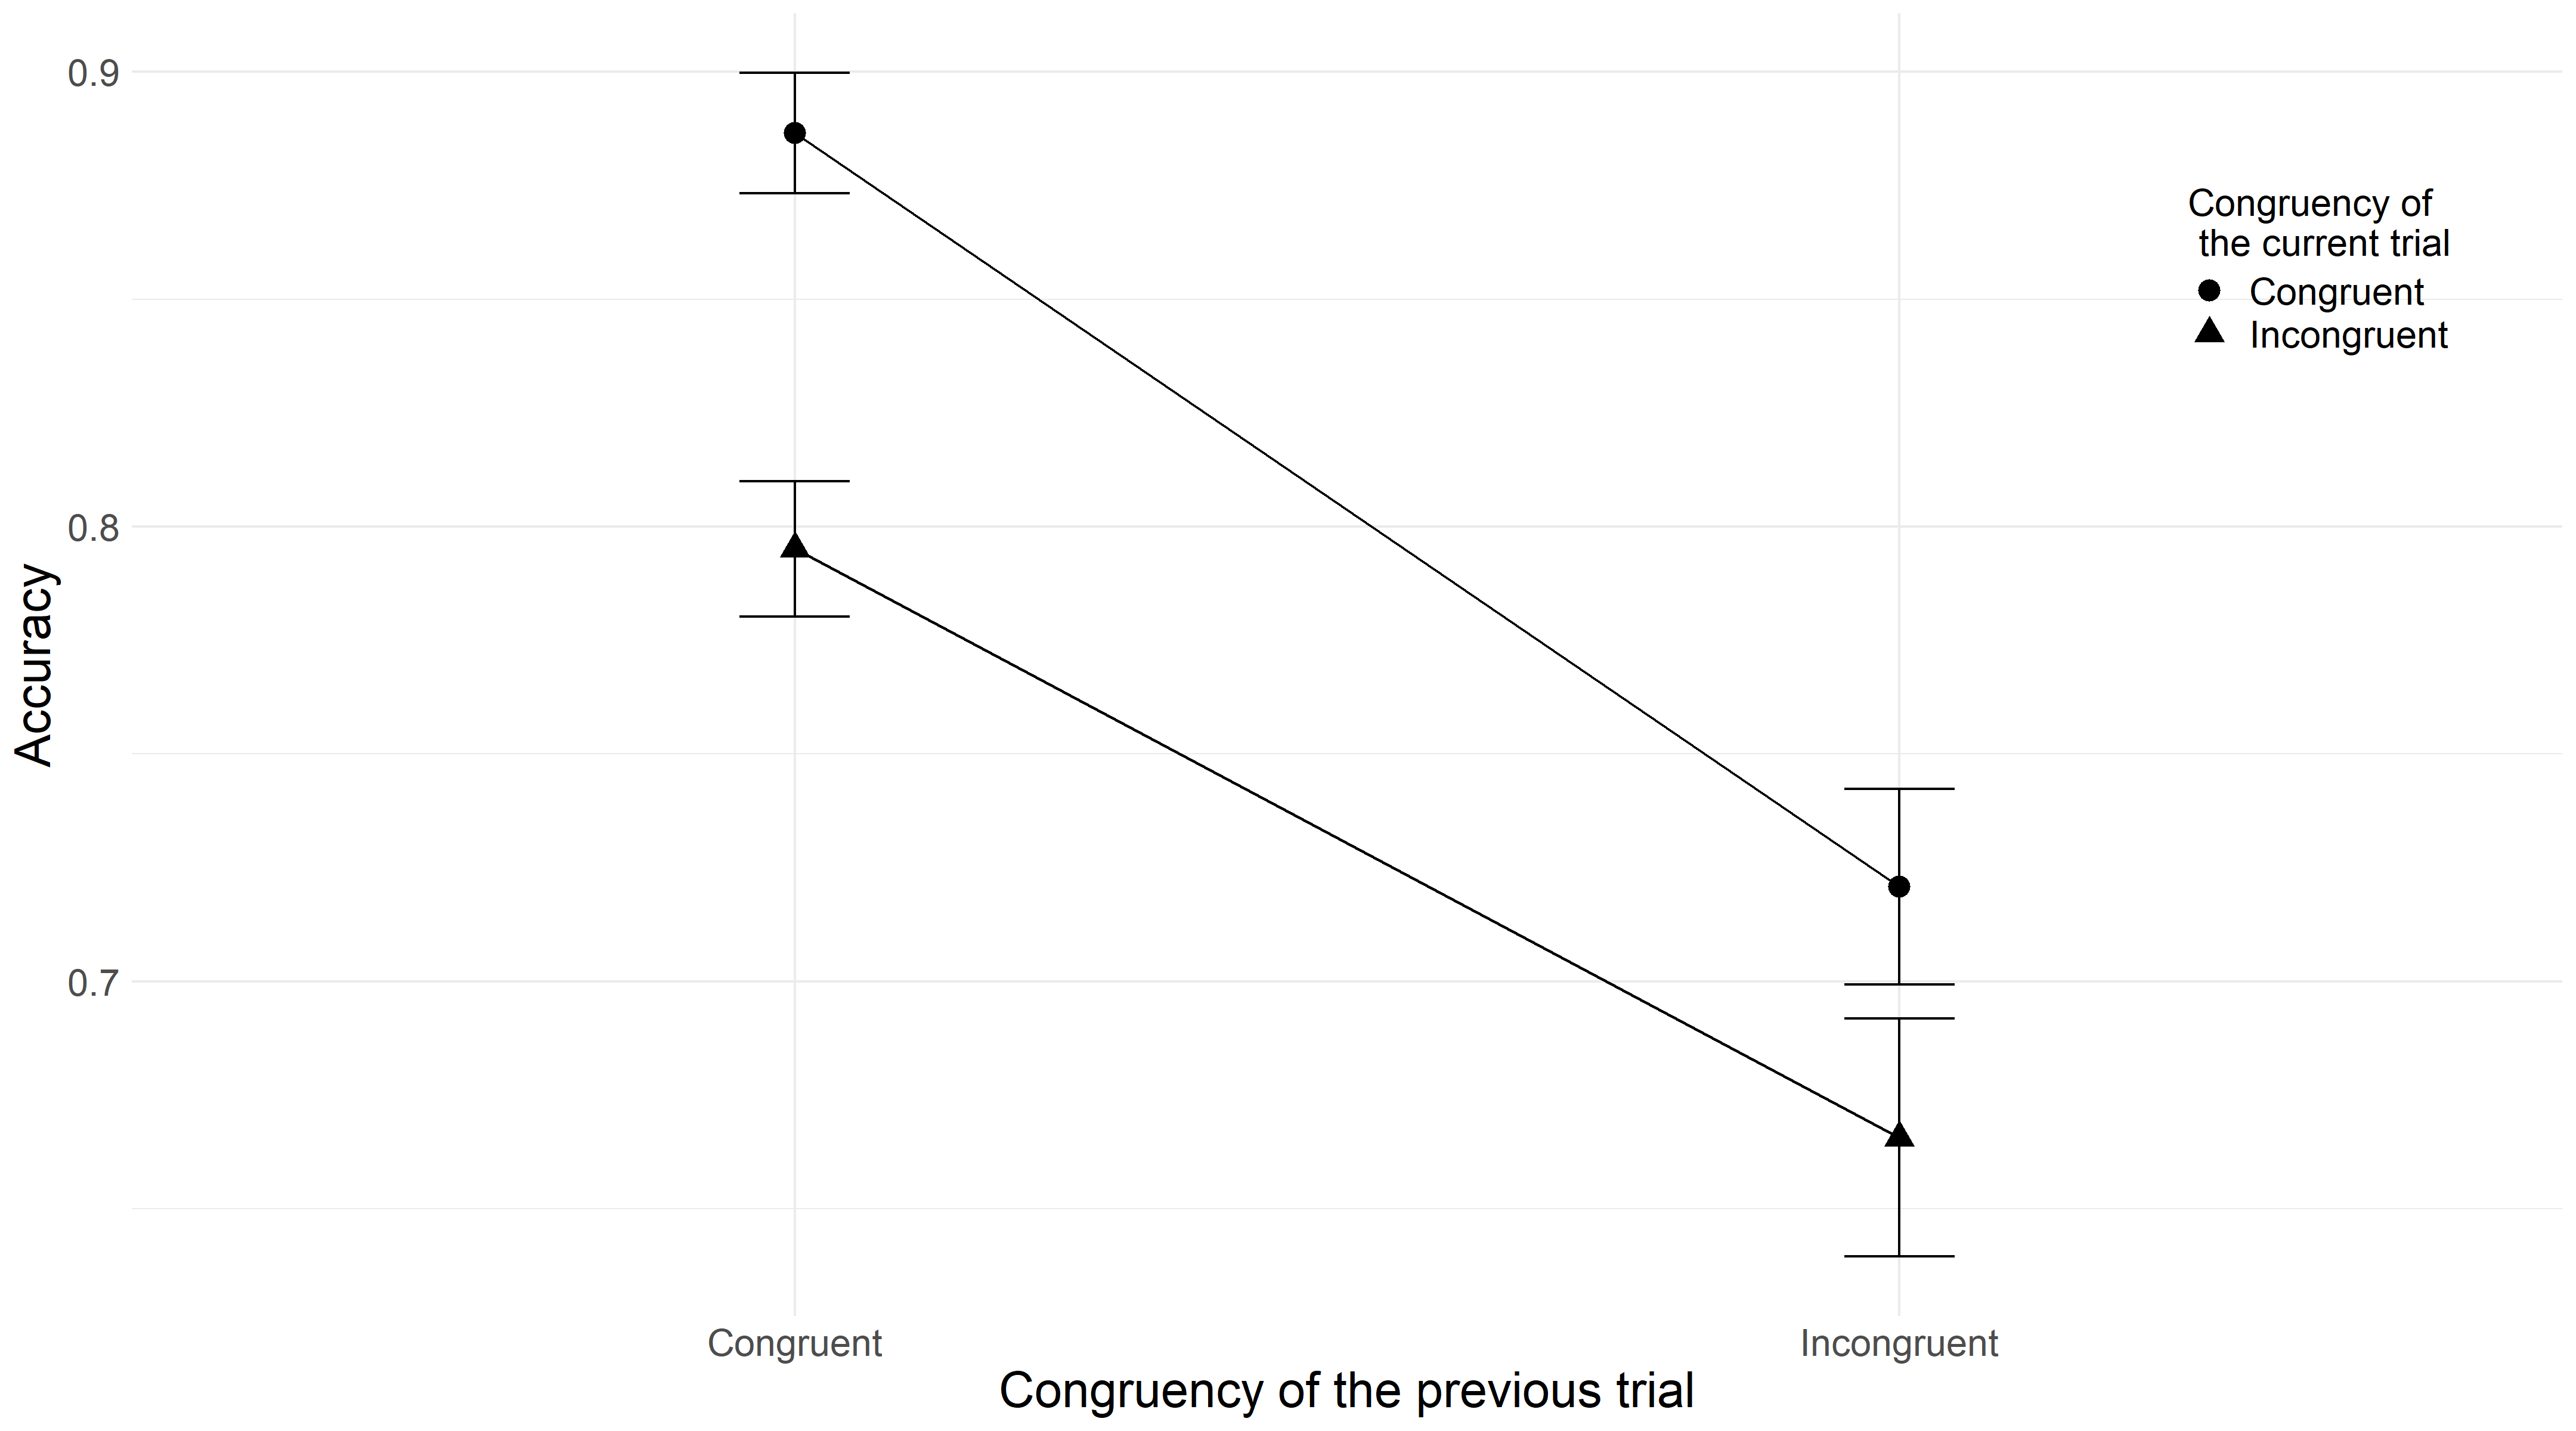 0.9
0.8
0.7
Accuracy
Congruency of
the current trial
Congruent
Incongruent
Congruent
Incongruent
Congruency of the previous trial